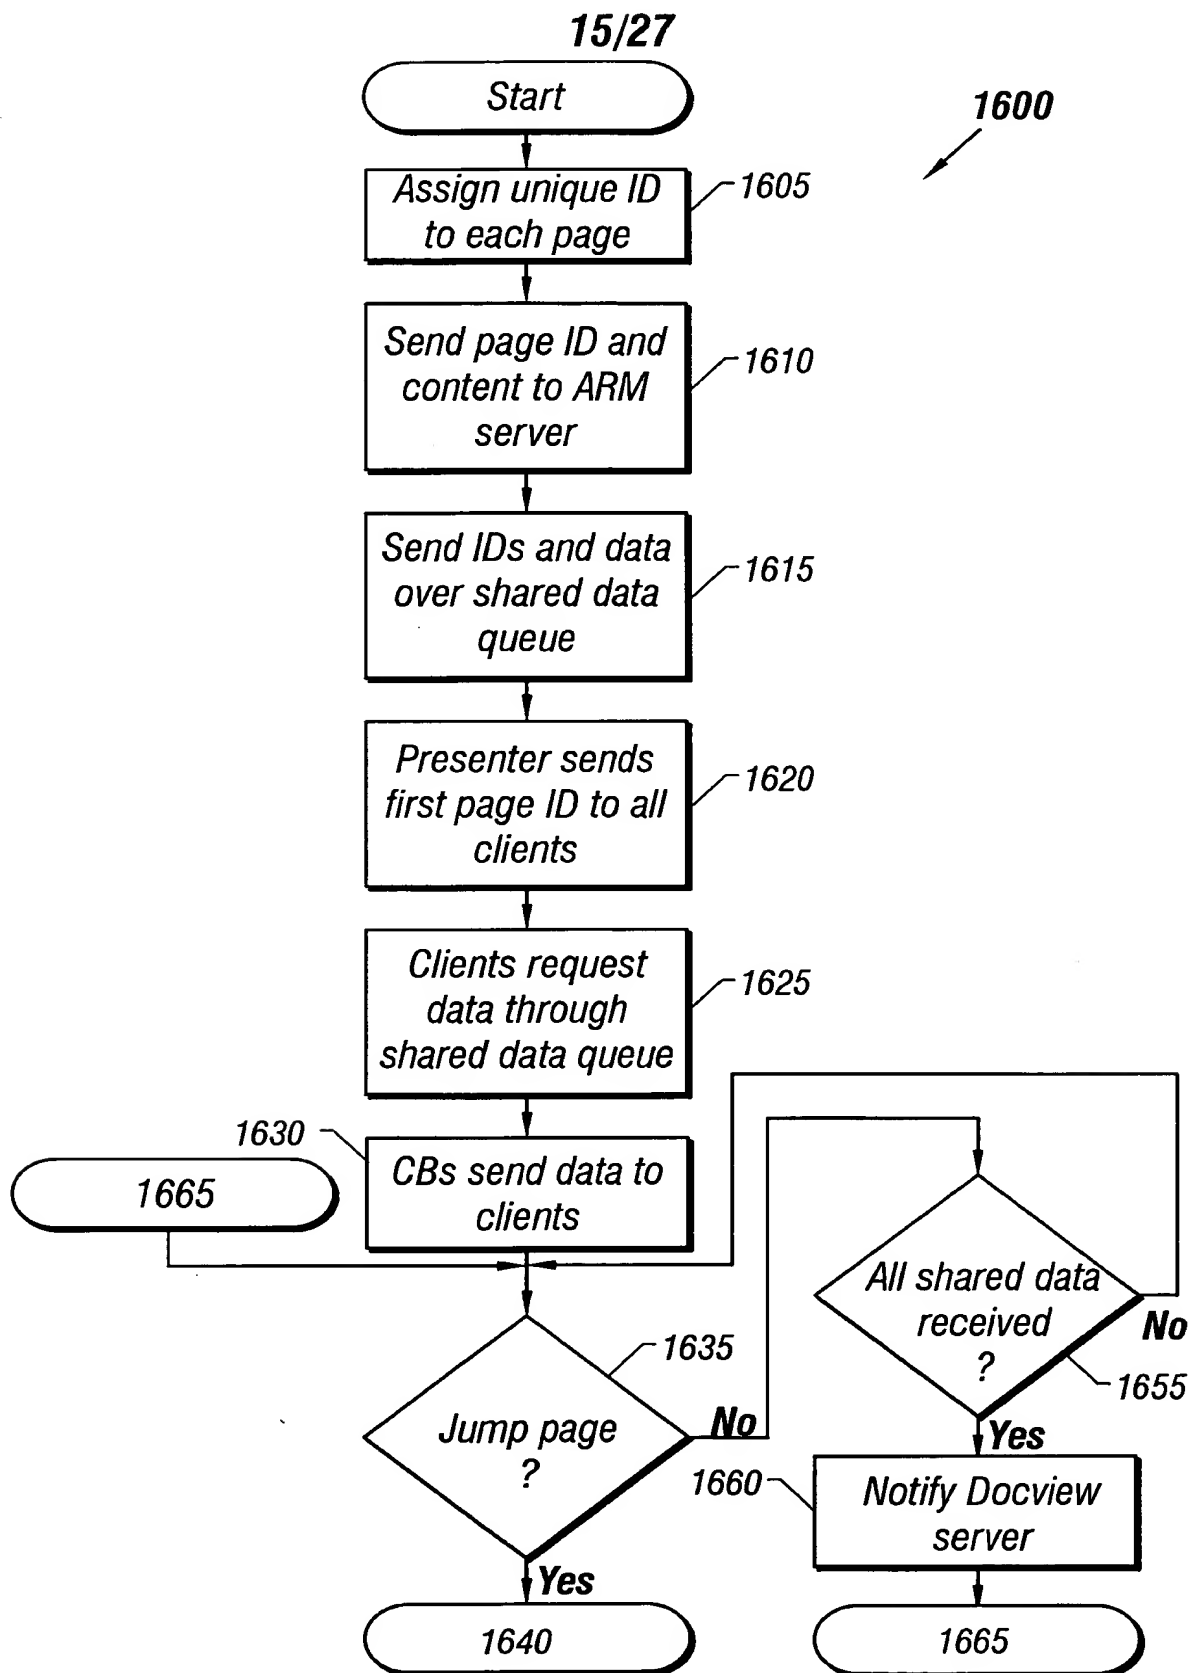 15/27
Start
1600
Assign unique ID
to each page
1605
Send page ID and
content to ARM
server
1610
Send IDs and data
over shared data
queue
1615
Presenter sends
first page ID to all
clients
1620
Clients request
data through
shared data queue
1625
1630
CBs send data to
clients
1665
All shared data
received
?
No
1655
1635
Jump page
?
No
Yes
Yes
1660
Notify Docview
server
1640
1665